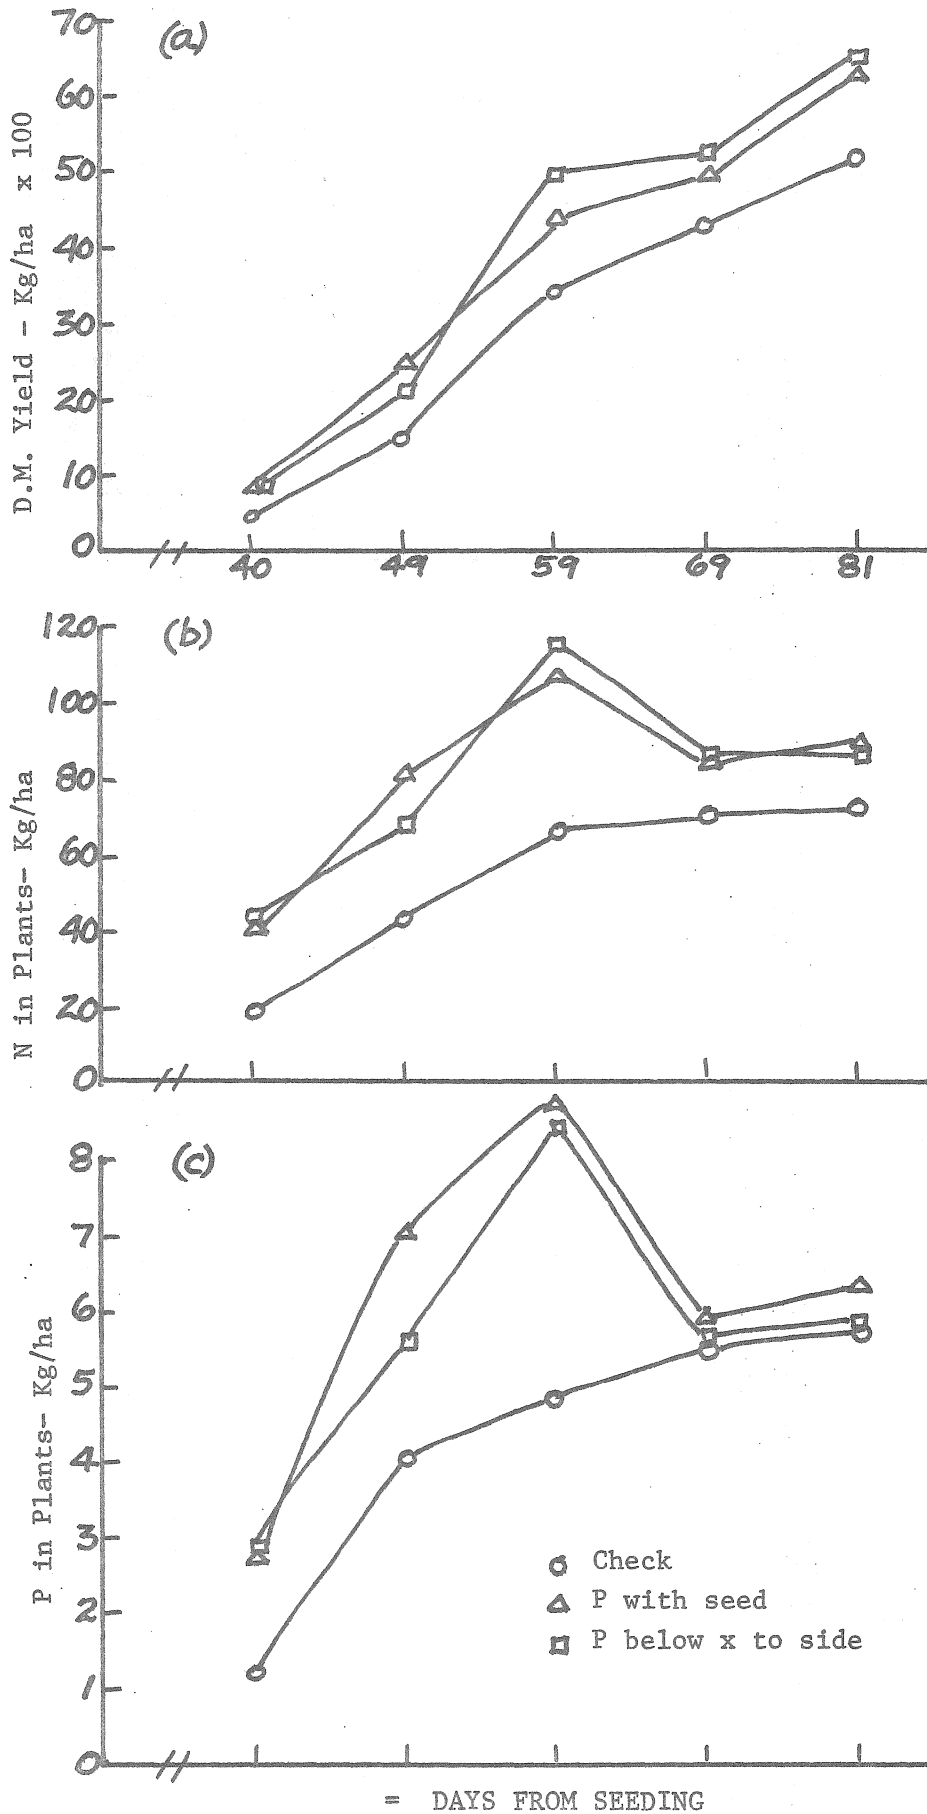 (a)
70
60
50
40
30
20
10
0
D.M. Yield - Kg/ha x 100
40 49 59 69 81
(b)
120
100
80
60
40
20
0
N in Plants- Kg/ha
(c)
8
7
6
5
4
3
2
1
0
P in Plants- Kg/ha
Check
P with seed
P below x to side
= DAYS FROM SEEDING